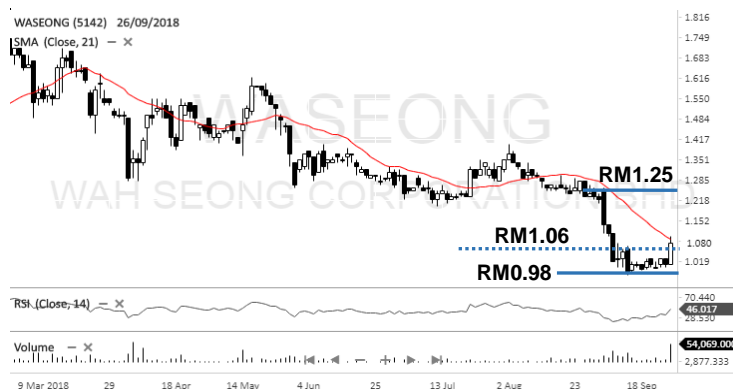 WASEONG (5142) 26/09/2018
SMA (Close, 21) – ×
WASEONG
WAH SEONG CORPORATION BHD
1.816
1.749
1.683
1.616
1.550
1.484
1.417
1.351
1.285
1.218
1.152
1.080
1.019
RM1.25
RM1.06
RM0.98
RSI (Close, 14) – ×
70.440
46.017
28.530
Volume – ×
54,069.000
2,877.333
9 Mar 2018 29 18 Apr 14 May 4 Jun 25 13 Jul 2 Aug 23 18 Sep